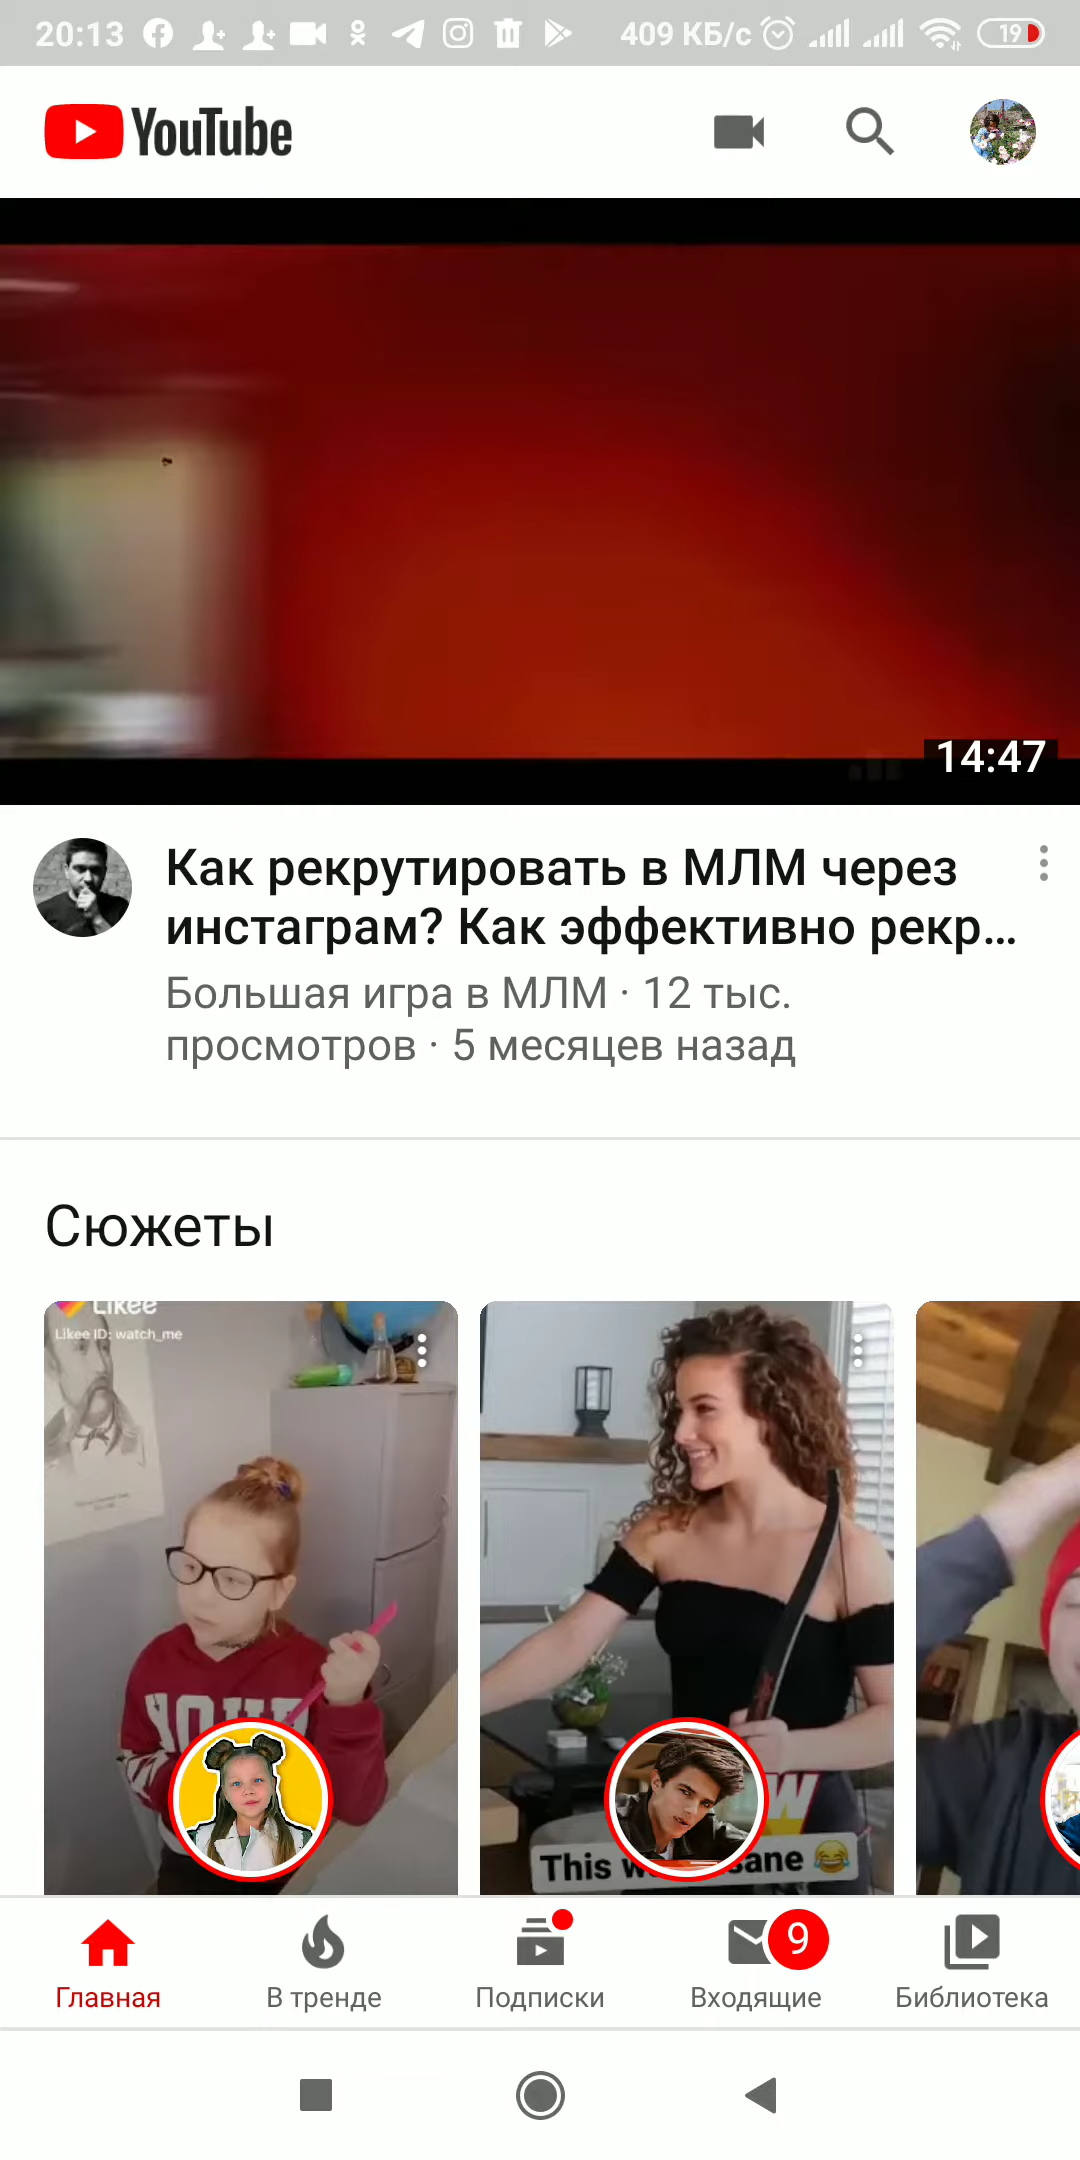 20:13 409 КБ/с 19
YouTube
14:47
Как рекрутировать в МЛМ через
инстаграм? Как эффективно рекр...
Большая игра в МЛМ · 12 тыс.
просмотров · 5 месяцев назад
Сюжеты
Likee
Likee ID: watch_me
This
9
Главная
В тренде
Подписки
Входящие
Библиотека